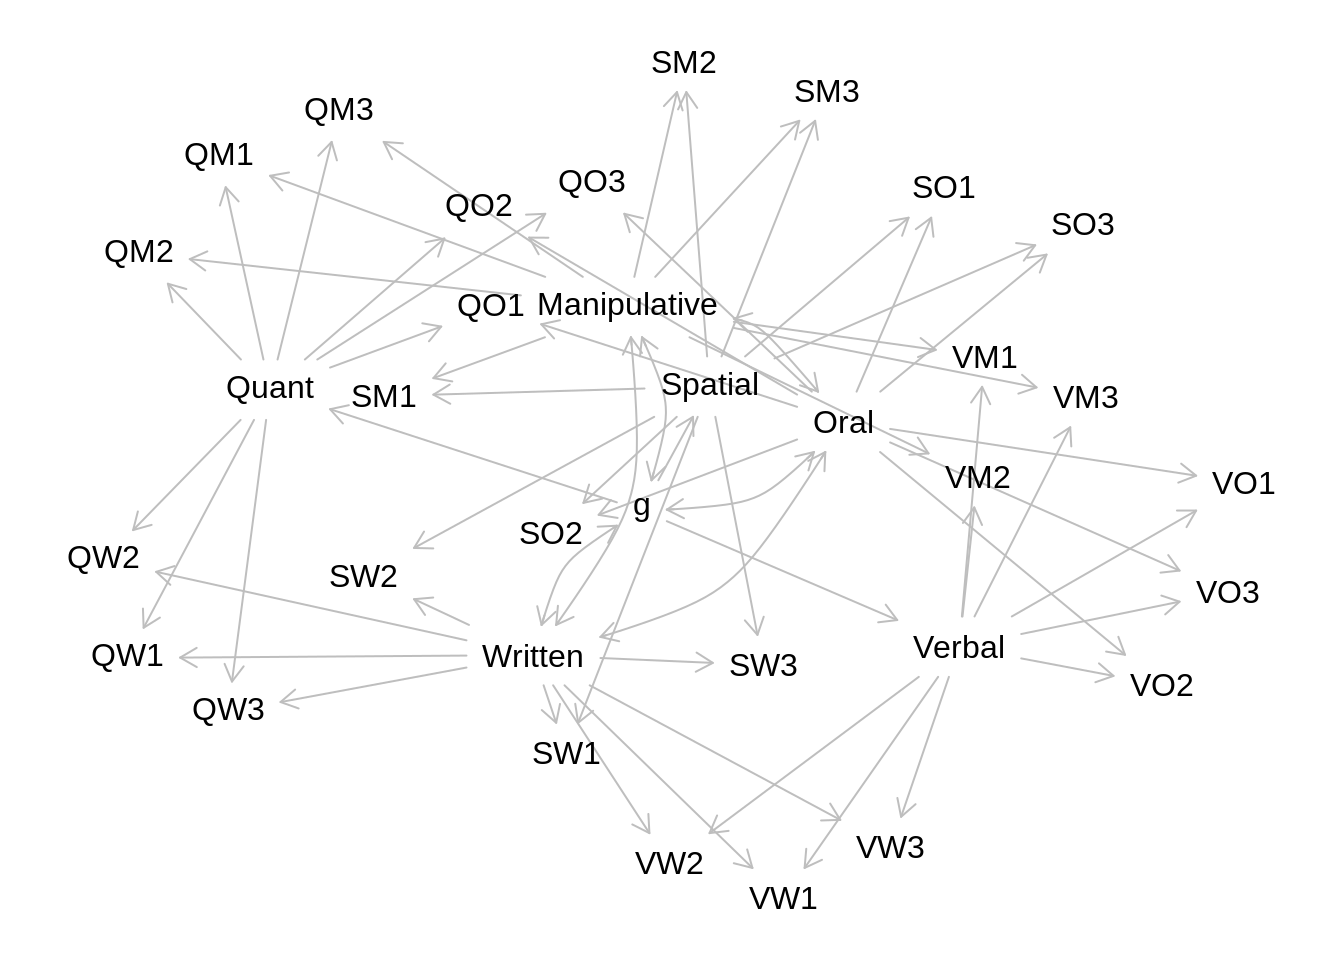 SM2
SM3
QM3
QM1
QO3
SO1
QO2
SO3
QM2
QO1
Manipulative
VM1
Spatial
Quant
SM1
VM3
Oral
VM2
VO1
g
SO2
QW2
SW2
VO3
Verbal
QW1
Written
SW3
VO2
QW3
SW1
VW3
VW2
VW1